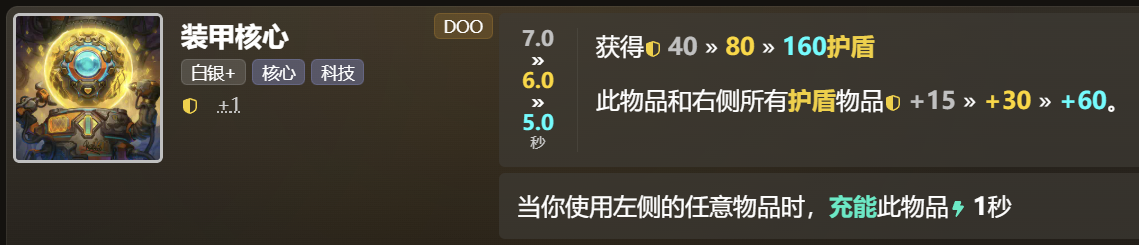 装甲核心
DOO
白银+ 核心 科技
+1
7.0
»
6.0
»
5.0
秒
获得 40 » 80 » 160护盾
此物品和右侧所有护盾物品 +15 » +30 » +60。
当你使用左侧的任意物品时，充能此物品 1秒